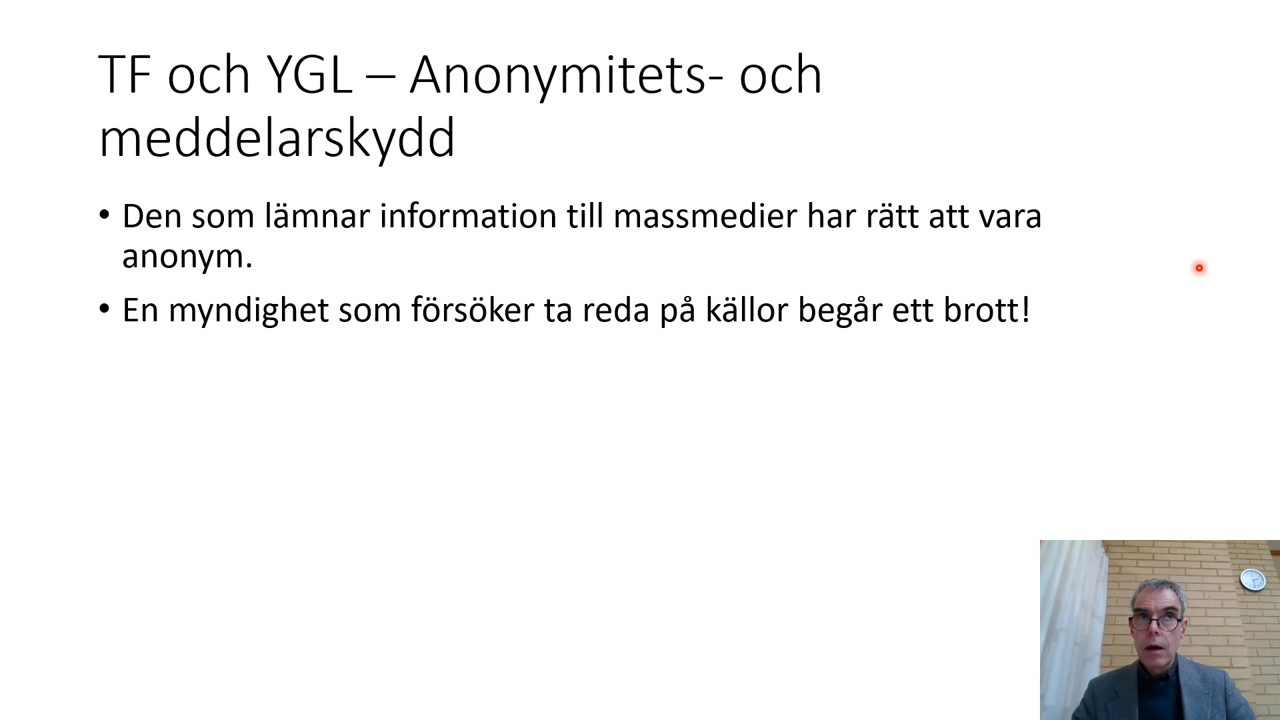 TF och YGL – Anonymitets- och
meddelarskydd
• Den som lämnar information till massmedier har rätt att vara
anonym.
• En myndighet som försöker ta reda på källor begår ett brott!